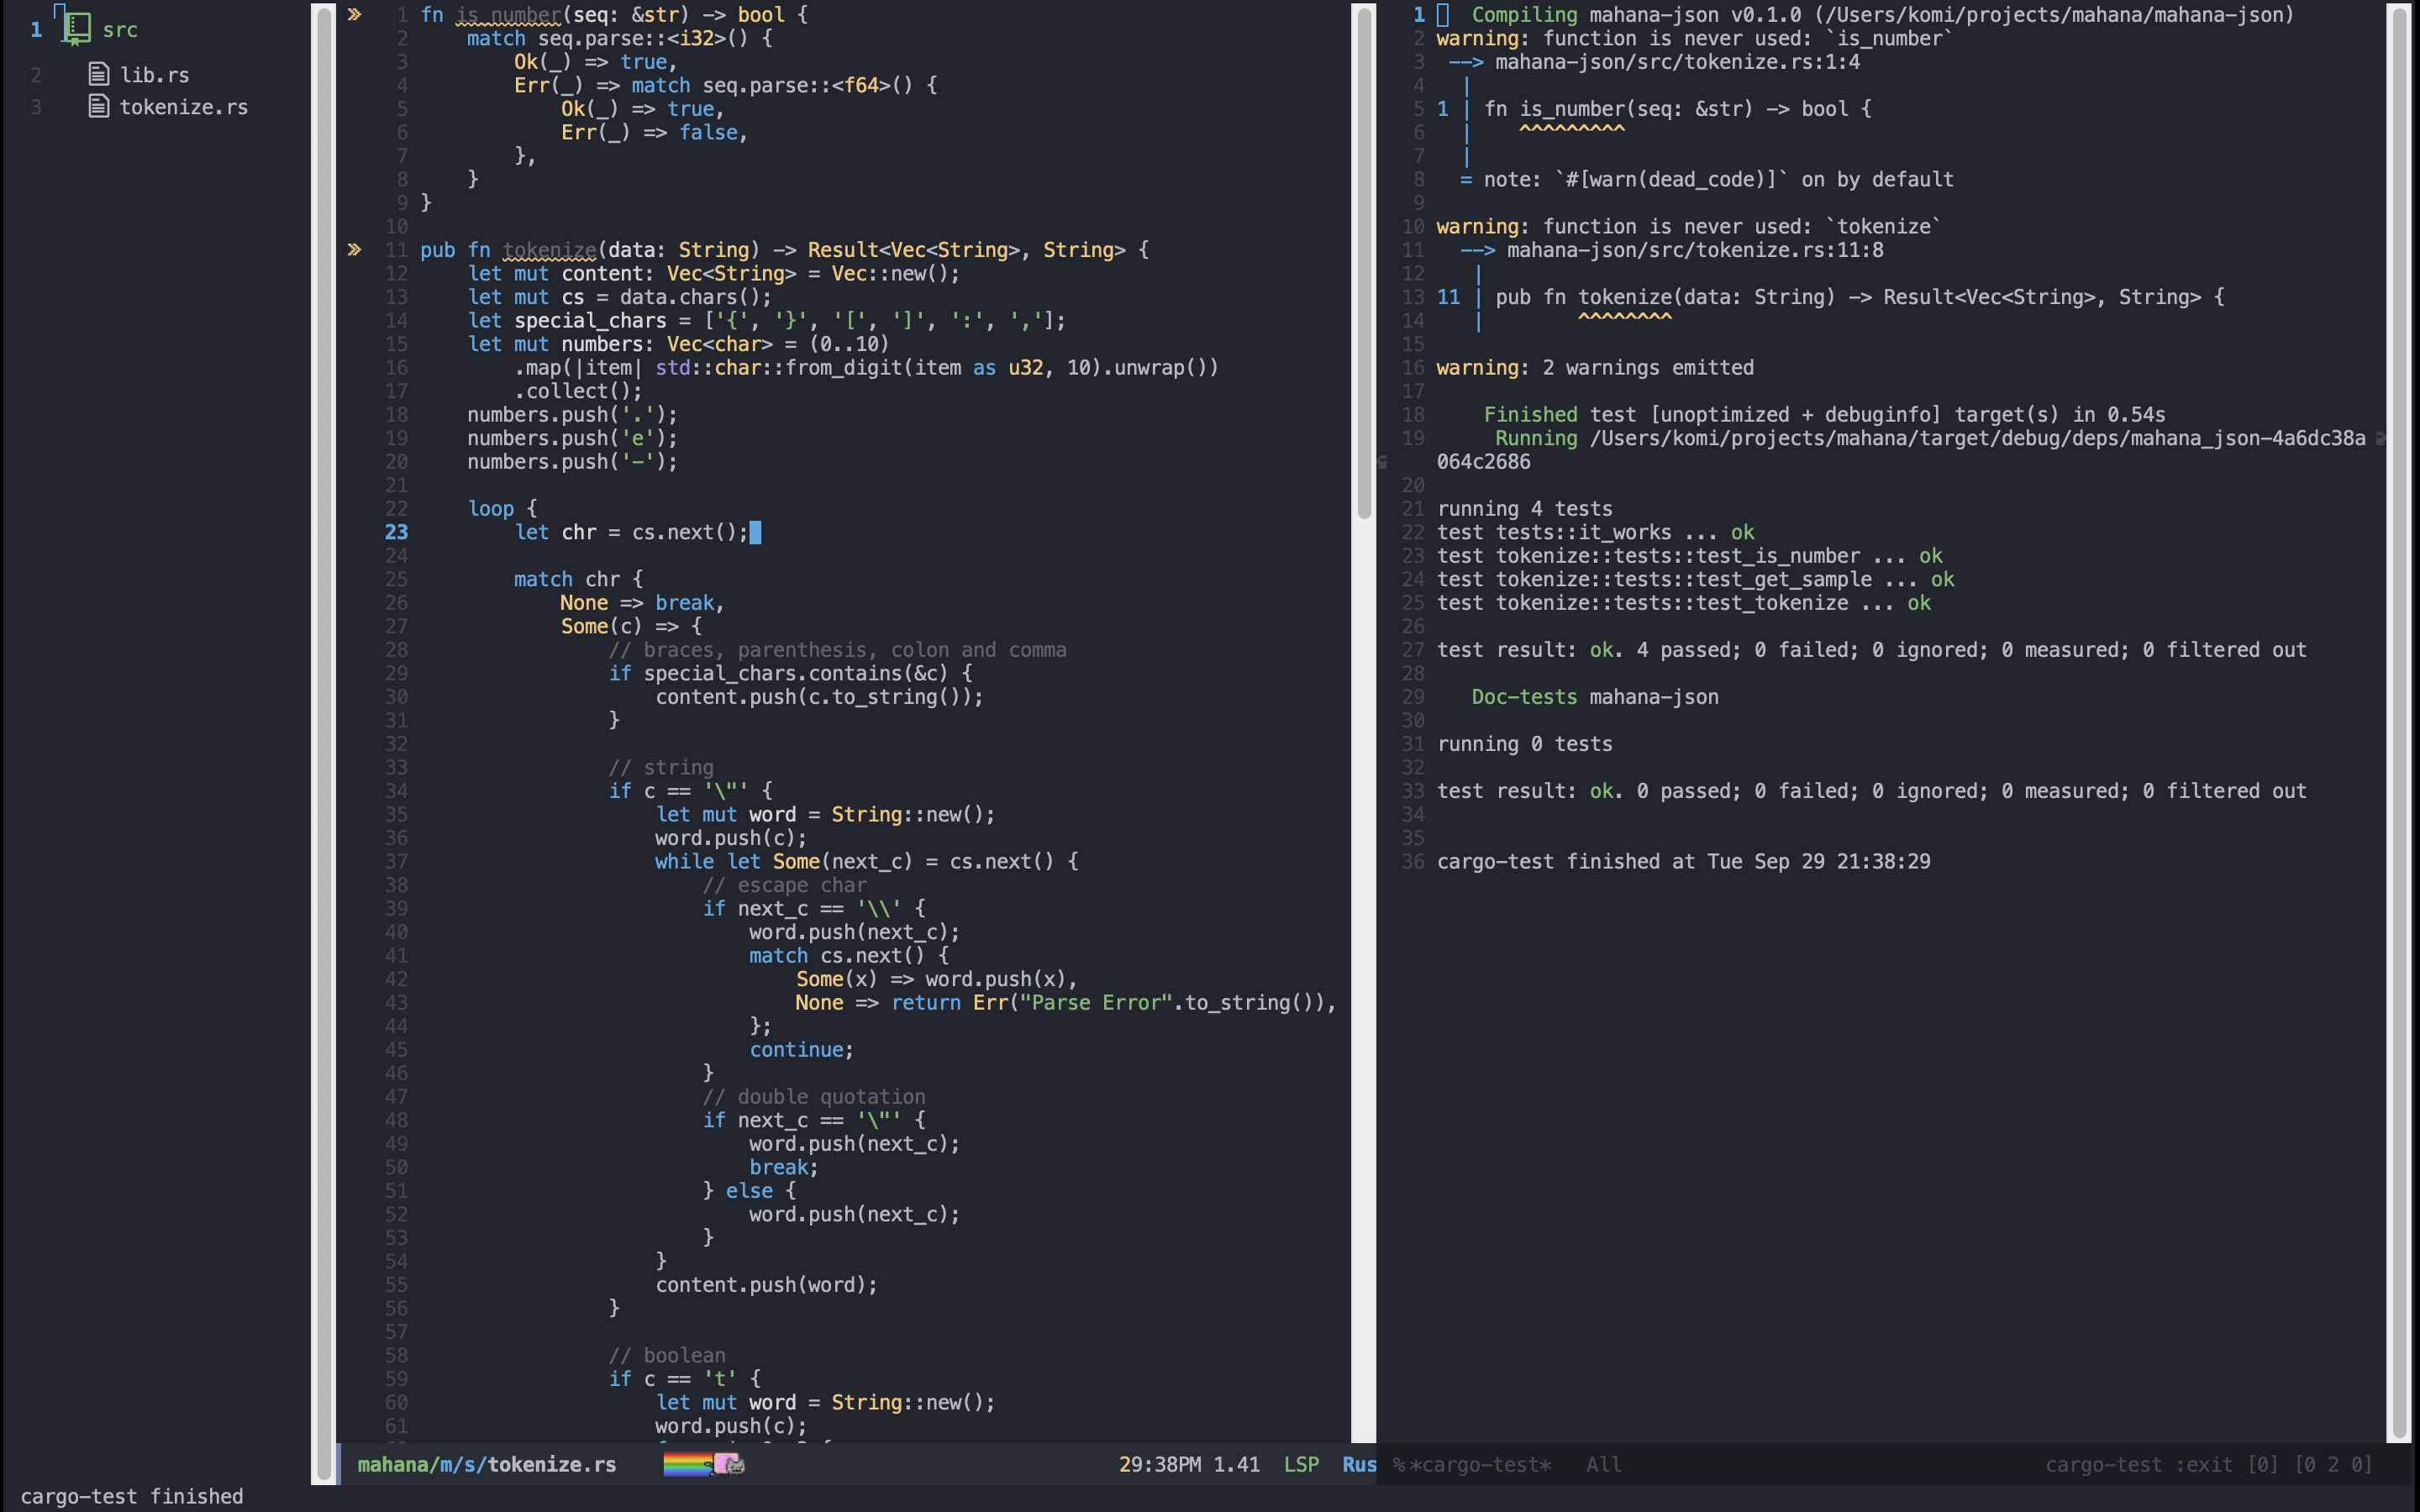 1 src
2 lib.rs
3 tokenize.rs
1 fn is_number(seq: &str) -> bool {
2     match seq.parse::<i32>() {
3         Ok(_) => true,
4         Err(_) => match seq.parse::<f64>() {
5             Ok(_) => true,
6             Err(_) => false,
7         },
8     }
9 }
10
11 pub fn tokenize(data: String) -> Result<Vec<String>, String> {
12     let mut content: Vec<String> = Vec::new();
13     let mut cs = data.chars();
14     let special_chars = ['{', '}', '[', ']', ':', ','];
15     let mut numbers: Vec<char> = (0..10)
16         .map(|item| std::char::from_digit(item as u32, 10).unwrap())
17         .collect();
18     numbers.push('.');
19     numbers.push('e');
20     numbers.push('-');
21
22     loop {
23         let chr = cs.next();
24
25         match chr {
26             None => break,
27             Some(c) => {
28                 // braces, parenthesis, colon and comma
29                 if special_chars.contains(&c) {
30                     content.push(c.to_string());
31                 }
32
33                 // string
34                 if c == '\"' {
35                     let mut word = String::new();
36                     word.push(c);
37                     while let Some(next_c) = cs.next() {
38                         // escape char
39                         if next_c == '\\' {
40                             word.push(next_c);
41                             match cs.next() {
42                                 Some(x) => word.push(x),
43                                 None => return Err("Parse Error".to_string()),
44                             };
45                             continue;
46                         }
47                         // double quotation
48                         if next_c == '\"' {
49                             word.push(next_c);
50                             break;
51                         } else {
52                             word.push(next_c);
53                         }
54                     }
55                     content.push(word);
56                 }
57
58                 // boolean
59                 if c == 't' {
60                     let mut word = String::new();
61                     word.push(c);
mahana/m/s/tokenize.rs 29:38PM 1.41 LSP Rus
1    Compiling mahana-json v0.1.0 (/Users/komi/projects/mahana/mahana-json)
2 warning: function is never used: `is_number`
3  --> mahana-json/src/tokenize.rs:1:4
4   |
5 1 | fn is_number(seq: &str) -> bool {
6   |    ^^^^^^^^^
7   |
8   = note: `#[warn(dead_code)]` on by default
9
10 warning: function is never used: `tokenize`
11   --> mahana-json/src/tokenize.rs:11:8
12    |
13 11 | pub fn tokenize(data: String) -> Result<Vec<String>, String> {
14    |        ^^^^^^^^
15
16 warning: 2 warnings emitted
17
18     Finished test [unoptimized + debuginfo] target(s) in 0.54s
19      Running /Users/komi/projects/mahana/target/debug/deps/mahana_json-4a6dc38a
064c2686
20
21 running 4 tests
22 test tests::it_works ... ok
23 test tokenize::tests::test_is_number ... ok
24 test tokenize::tests::test_get_sample ... ok
25 test tokenize::tests::test_tokenize ... ok
26
27 test result: ok. 4 passed; 0 failed; 0 ignored; 0 measured; 0 filtered out
28
29    Doc-tests mahana-json
30
31 running 0 tests
32
33 test result: ok. 0 passed; 0 failed; 0 ignored; 0 measured; 0 filtered out
34
35
36 cargo-test finished at Tue Sep 29 21:38:29
% *cargo-test* All cargo-test :exit [0] [0 2 0]
cargo-test finished